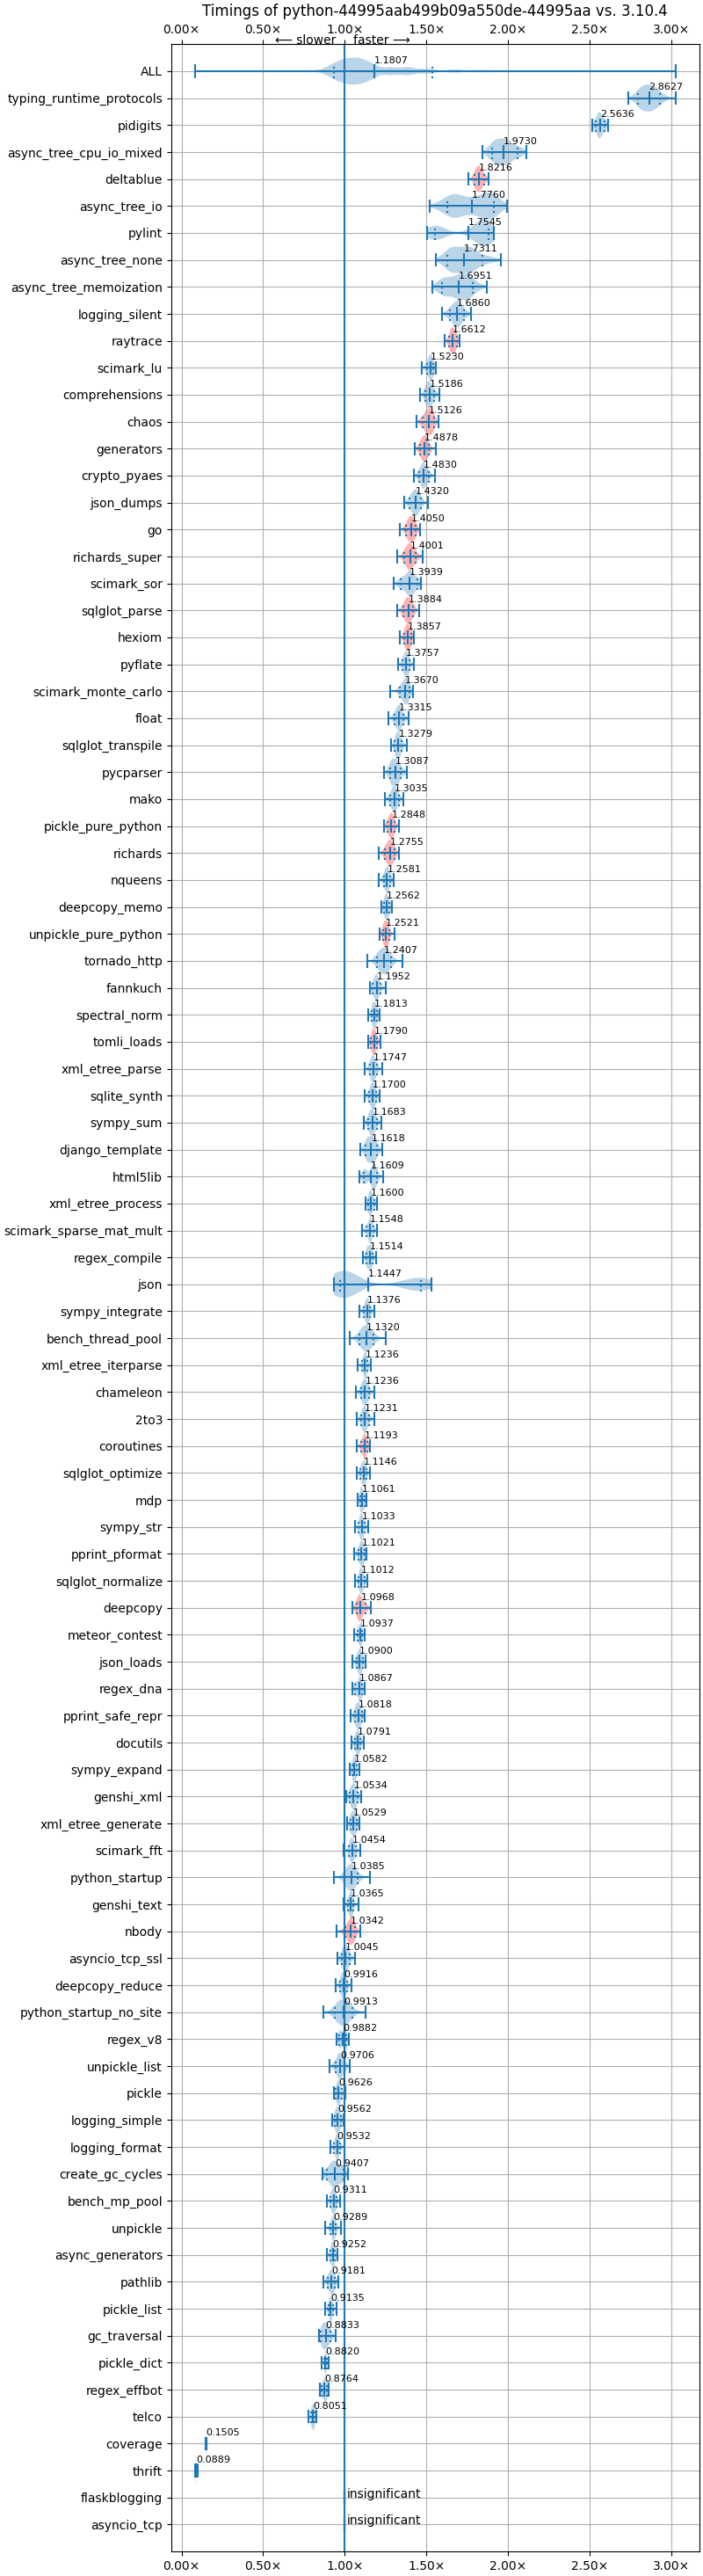 Timings of python-44995aab499b09a550de-44995aa vs. 3.10.4
0.00× 0.50× 1.00× 1.50× 2.00× 2.50× 3.00×
⟵ slower faster ⟶
ALL 1.1807
typing_runtime_protocols 2.8627
pidigits 2.5636
async_tree_cpu_io_mixed 1.9730
deltablue 1.8216
async_tree_io 1.7760
pylint 1.7545
async_tree_none 1.7311
async_tree_memoization 1.6951
logging_silent 1.6860
raytrace 1.6612
scimark_lu 1.5230
comprehensions 1.5186
chaos 1.5126
generators 1.4878
crypto_pyaes 1.4830
json_dumps 1.4320
go 1.4050
richards_super 1.4001
scimark_sor 1.3939
sqlglot_parse 1.3884
hexiom 1.3857
pyflate 1.3757
scimark_monte_carlo 1.3670
float 1.3315
sqlglot_transpile 1.3279
pycparser 1.3087
mako 1.3035
pickle_pure_python 1.2848
richards 1.2755
nqueens 1.2581
deepcopy_memo 1.2562
unpickle_pure_python 1.2521
tornado_http 1.2407
fannkuch 1.1952
spectral_norm 1.1813
tomli_loads 1.1790
xml_etree_parse 1.1747
sqlite_synth 1.1700
sympy_sum 1.1683
django_template 1.1618
html5lib 1.1609
xml_etree_process 1.1600
scimark_sparse_mat_mult 1.1548
regex_compile 1.1514
json 1.1447
sympy_integrate 1.1376
bench_thread_pool 1.1320
xml_etree_iterparse 1.1236
chameleon 1.1236
2to3 1.1231
coroutines 1.1193
sqlglot_optimize 1.1146
mdp 1.1061
sympy_str 1.1033
pprint_pformat 1.1021
sqlglot_normalize 1.1012
deepcopy 1.0968
meteor_contest 1.0937
json_loads 1.0900
regex_dna 1.0867
pprint_safe_repr 1.0818
docutils 1.0791
sympy_expand 1.0582
genshi_xml 1.0534
xml_etree_generate 1.0529
scimark_fft 1.0454
python_startup 1.0385
genshi_text 1.0365
nbody 1.0342
asyncio_tcp_ssl 1.0045
deepcopy_reduce 0.9916
python_startup_no_site 0.9913
regex_v8 0.9882
unpickle_list 0.9706
pickle 0.9626
logging_simple 0.9562
logging_format 0.9532
create_gc_cycles 0.9407
bench_mp_pool 0.9311
unpickle 0.9289
async_generators 0.9252
pathlib 0.9181
pickle_list 0.9135
gc_traversal 0.8833
pickle_dict 0.8820
regex_effbot 0.8764
telco 0.8051
coverage 0.1505
thrift 0.0889
flaskblogging insignificant
asyncio_tcp insignificant
0.00× 0.50× 1.00× 1.50× 2.00× 2.50× 3.00×